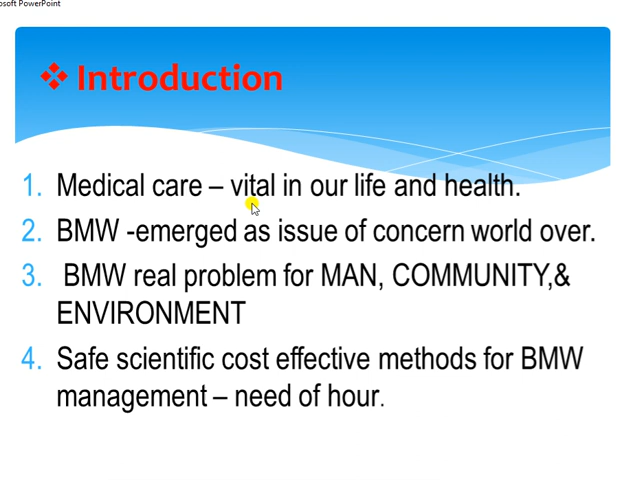 osoft PowerPoint
❖ Introduction
1. Medical care – vital in our life and health.
2. BMW -emerged as issue of concern world over.
3. BMW real problem for MAN, COMMUNITY,&
ENVIRONMENT
4. Safe scientific cost effective methods for BMW
management – need of hour.